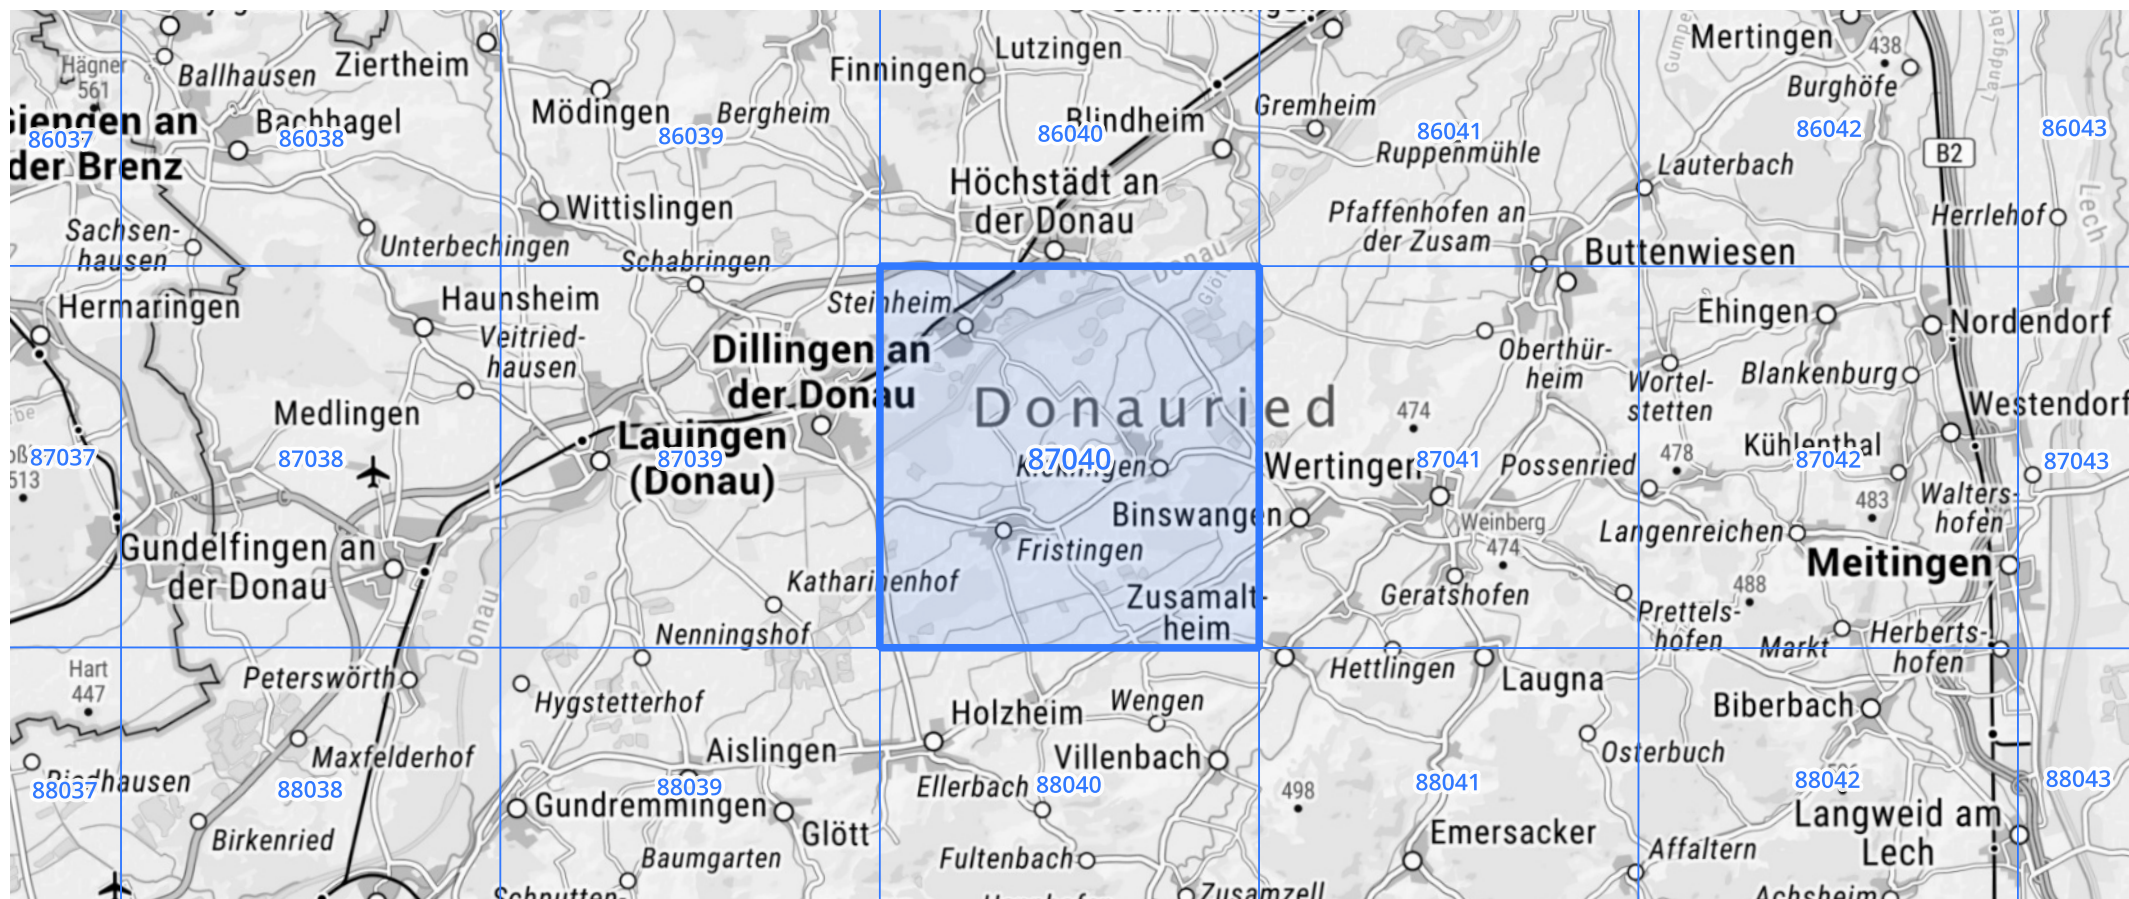 Ziertheim
Ballhausen
Hägner
561
Giengen an
der Brenz
86037
Bachhagel
86038
Mödingen
Bergheim
86039
Finningen
Lutzingen
Blindheim
86040
Gremheim
86041
Ruppenmühle
Mertingen
438
Burghöfe
86042
B2
86043
Lech
Herrlehof
Lauterbach
Sachsen-
hausen
Unterbechingen
Wittislingen
Schabringen
Höchstädt an
der Donau
Donau
Pfaffenhofen an
der Zusam
Buttenwiesen
Hermaringen
Haunsheim
Veitried-
hausen
Steinheim
Dillingen an
der Donau
Donauried
Oberthür-
heim
Ehingen
Nordendorf
Wortel-
stetten
Blankenburg
Westendorf
Medlingen
Lauingen
(Donau)
87039
513
87037
87038
87040
Binswangen
Wertingen
474
87041
Possenried
478
Kühlenthal
87042
483
Walters-
hofen
87043
Gundelfingen an
der Donau
Donau
Katharinenhof
Fristingen
Zusamalt-
heim
Weinberg
474
Geratshofen
Langenreichen
Meitingen
488
Prettels-
hofen
Markt
Herberts-
hofen
Nenningshof
Hart
447
Peterswörth
Hygstetterhof
Holzheim
Wengen
Hettlingen
Laugna
Biberbach
Maxfelderhof
Aislingen
Villenbach
Osterbuch
88037
88038
88039
Ellerbach
88040
498
88041
88042
88043
Birkenried
Gundremmingen
Glött
Baumgarten
Fultenbach
Emersacker
Affaltern
Langweid am
Lech
Zusamzell
Achsheim